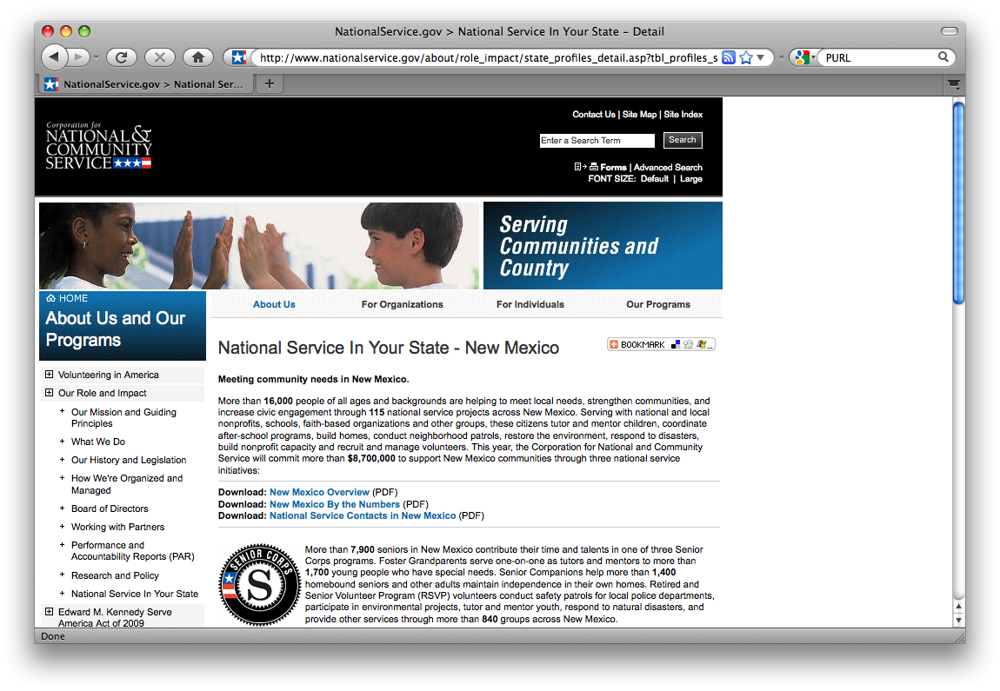 NationalService.gov > National Service In Your State – Detail
http://www.nationalservice.gov/about/role_impact/state_profiles_detail.asp?tbl_profiles_s
PURL
NationalService.gov > National Ser...
Contact Us | Site Map | Site Index
Corporation for
NATIONAL &
COMMUNITY
SERVICE
Enter a Search Term
Search
Forms | Advanced Search
FONT SIZE: Default | Large
Serving
Communities and
Country
HOME
About Us and Our
Programs
About Us
For Organizations
For Individuals
Our Programs
Volunteering in America
Our Role and Impact
Our Mission and Guiding
Principles
What We Do
Our History and Legislation
How We're Organized and
Managed
Board of Directors
Working with Partners
Performance and
Accountability Reports (PAR)
Research and Policy
National Service In Your State
Edward M. Kennedy Serve
America Act of 2009
National Service In Your State - New Mexico
BOOKMARK
Meeting community needs in New Mexico.
More than 16,000 people of all ages and backgrounds are helping to meet local needs, strengthen communities, and
increase civic engagement through 115 national service projects across New Mexico. Serving with national and local
nonprofits, schools, faith-based organizations and other groups, these citizens tutor and mentor children, coordinate
after-school programs, build homes, conduct neighborhood patrols, restore the environment, respond to disasters,
build nonprofit capacity and recruit and manage volunteers. This year, the Corporation for National and Community
Service will commit more than $8,700,000 to support New Mexico communities through three national service
initiatives:
Download: New Mexico Overview (PDF)
Download: New Mexico By the Numbers (PDF)
Download: National Service Contacts in New Mexico (PDF)
SENIOR CORPS
S
More than 7,900 seniors in New Mexico contribute their time and talents in one of three Senior
Corps programs. Foster Grandparents serve one-on-one as tutors and mentors to more than
1,700 young people who have special needs. Senior Companions help more than 1,400
homebound seniors and other adults maintain independence in their own homes. Retired and
Senior Volunteer Program (RSVP) volunteers conduct safety patrols for local police departments,
participate in environmental projects, tutor and mentor youth, respond to natural disasters, and
provide other services through more than 840 groups across New Mexico.
Done